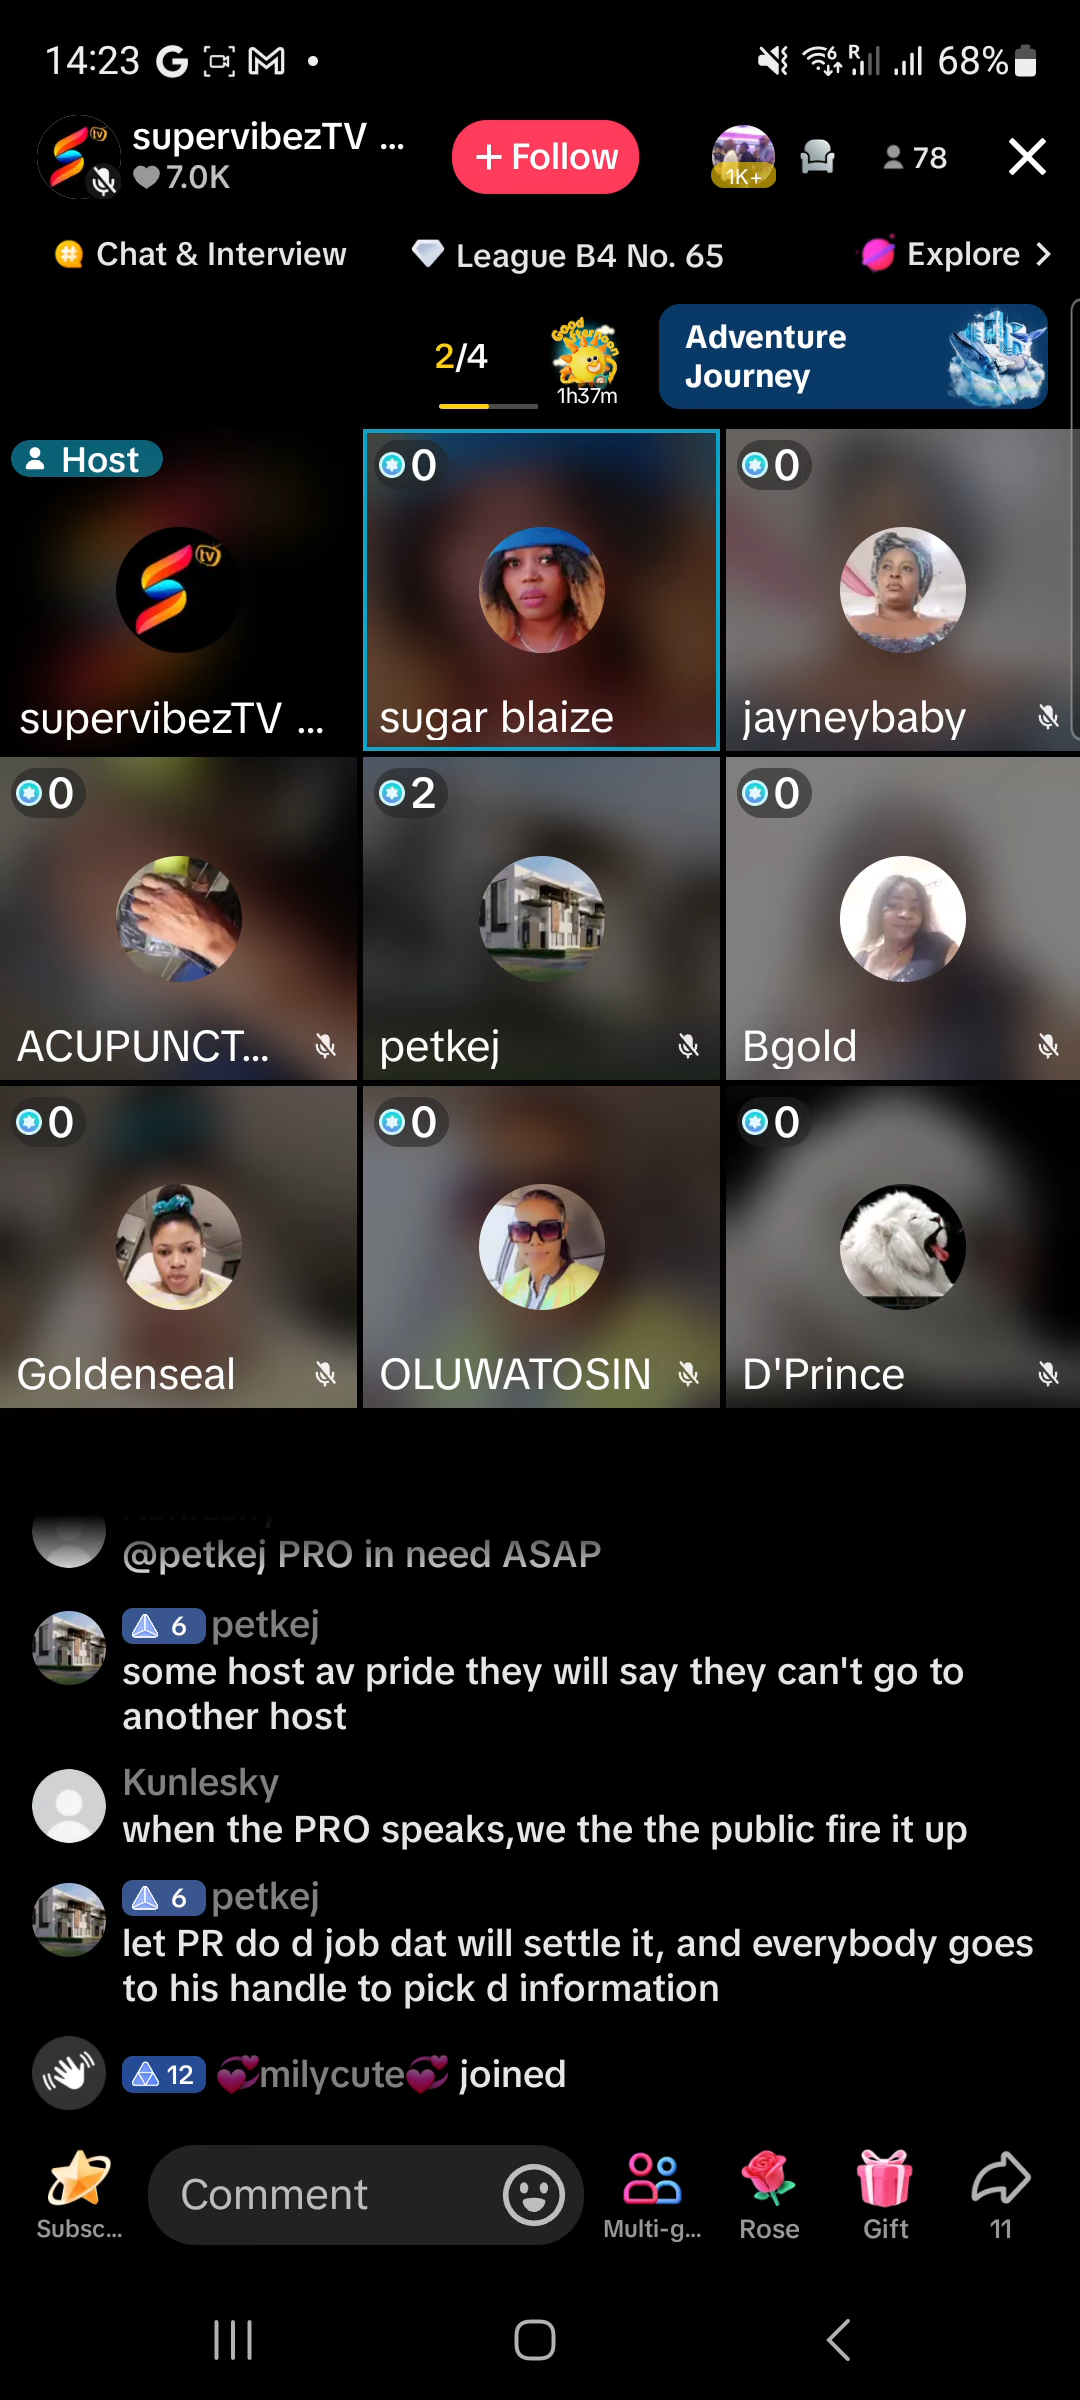 14:23
R
68%
supervibezTV ...
7.0K
+ Follow
1K+
78
Chat & Interview
League B4 No. 65
Explore
2/4
Good Afternoon
1h37m
Adventure
Journey
Host
0
0
tv
supervibezTV ...
sugar blaize
jayneybaby
0
2
0
ACUPUNCT...
petkej
Bgold
0
0
0
Goldenseal
OLUWATOSIN
D'Prince
Kunlesky
@petkej PRO in need ASAP
6 petkej
some host av pride they will say they can't go to
another host
Kunlesky
when the PRO speaks,we the the public fire it up
6 petkej
let PR do d job dat will settle it, and everybody goes
to his handle to pick d information
12 💞milycute💞 joined
Comment
Subsc...
Multi-g...
Rose
Gift
11